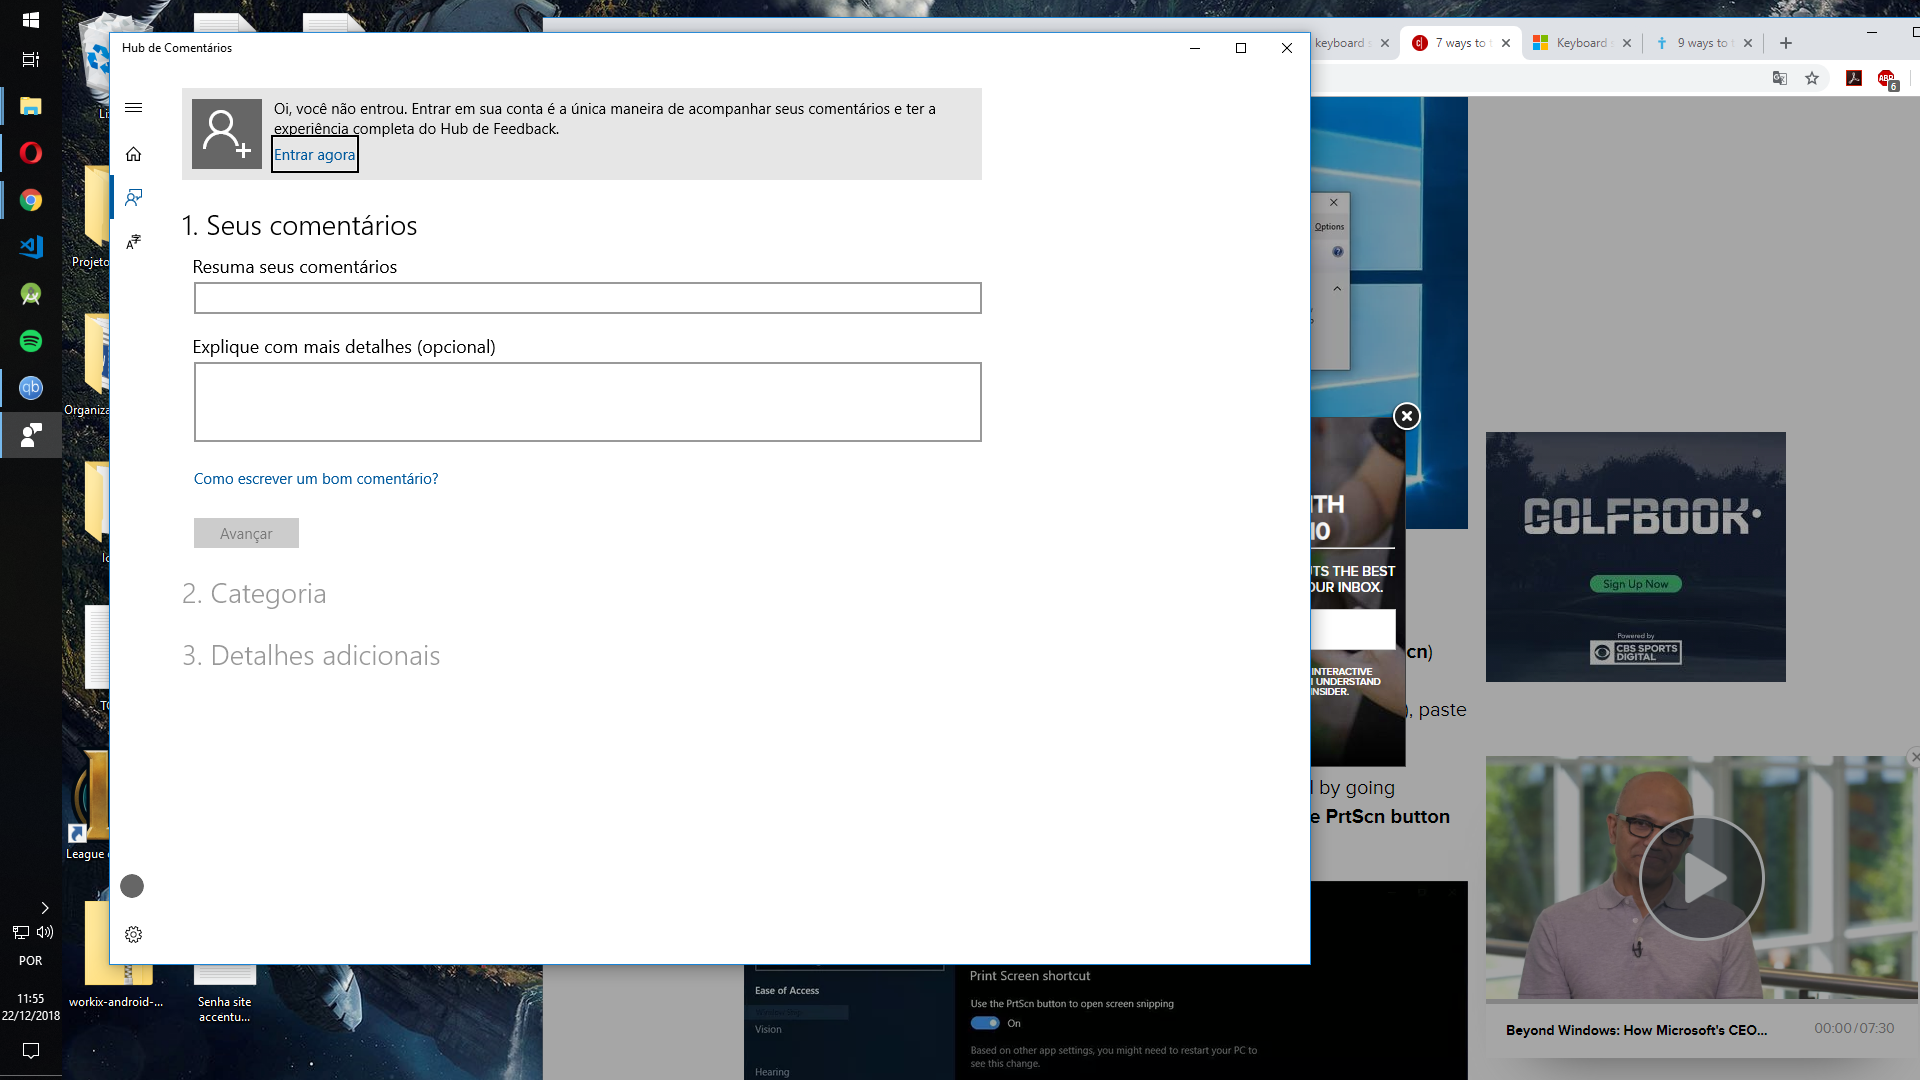 Hub de Comentários
Oi, você não entrou. Entrar em sua conta é a única maneira de acompanhar seus comentários e ter a
experiência completa do Hub de Feedback.
Entrar agora
1. Seus comentários
Resuma seus comentários
Explique com mais detalhes (opcional)
Como escrever um bom comentário?
Avançar
2. Categoria
3. Detalhes adicionais
Projeto
Organiza
League
workix-android-...
Senha site
accentu...
POR
11:55
22/12/2018
keyboard
7 ways to
Keyboard
9 ways to
ABP
6
Options
TH
10
UTS THE BEST
OUR INBOX.
INTERACTIVE
UNDERSTAND
NSIDER.
cn)
), paste
by going
e PrtScn button
GOLFBOOK
Sign Up Now
Powered by
CBS SPORTS
DIGITAL
Beyond Windows: How Microsoft's CEO...
00:00/07:30
Print Screen shortcut
Ease of Access
Use the PrtScn button to open screen snipping
On
Vision
Based on other app settings, you might need to restart your PC to
see this change.
Hearing
qb